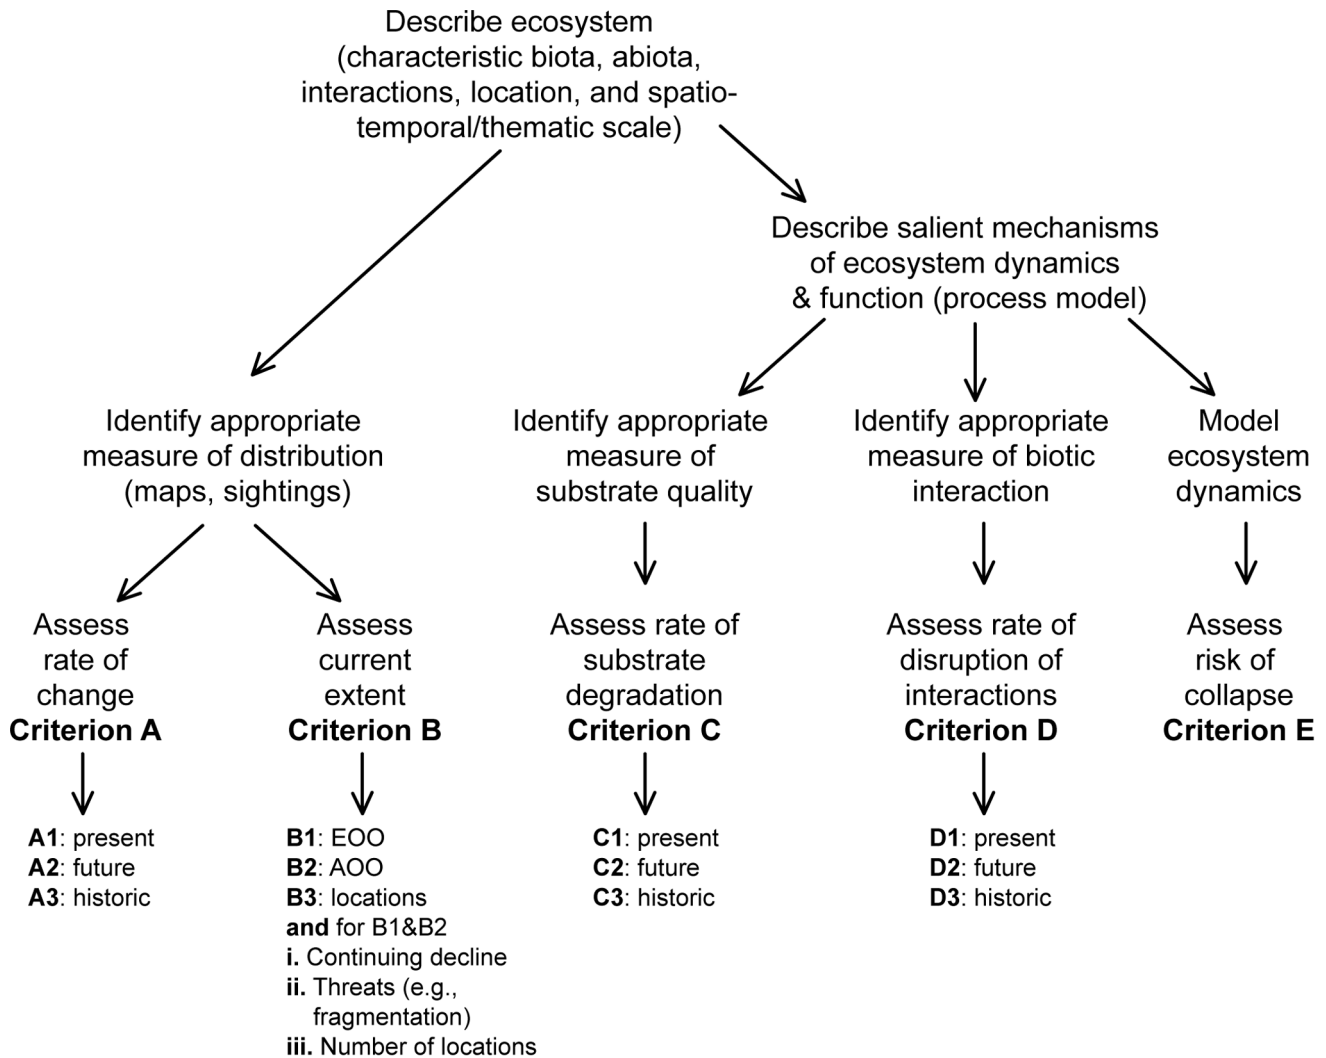 Describe ecosystem
(characteristic biota, abiota,
interactions, location, and spatio-
temporal/thematic scale)
Describe salient mechanisms
of ecosystem dynamics
& function (process model)
Identify appropriate
measure of distribution
(maps, sightings)
Identify appropriate
measure of
substrate quality
Identify appropriate
measure of biotic
interaction
Model
ecosystem
dynamics
Assess
rate of
change
Criterion A
Assess
current
extent
Criterion B
Assess rate of
substrate
degradation
Criterion C
Assess rate of
disruption of
interactions
Criterion D
Assess
risk of
collapse
Criterion E
A1: present
A2: future
A3: historic
B1: EOO
B2: AOO
B3: locations
and for B1&B2
i. Continuing decline
ii. Threats (e.g.,
fragmentation)
iii. Number of locations
C1: present
C2: future
C3: historic
D1: present
D2: future
D3: historic